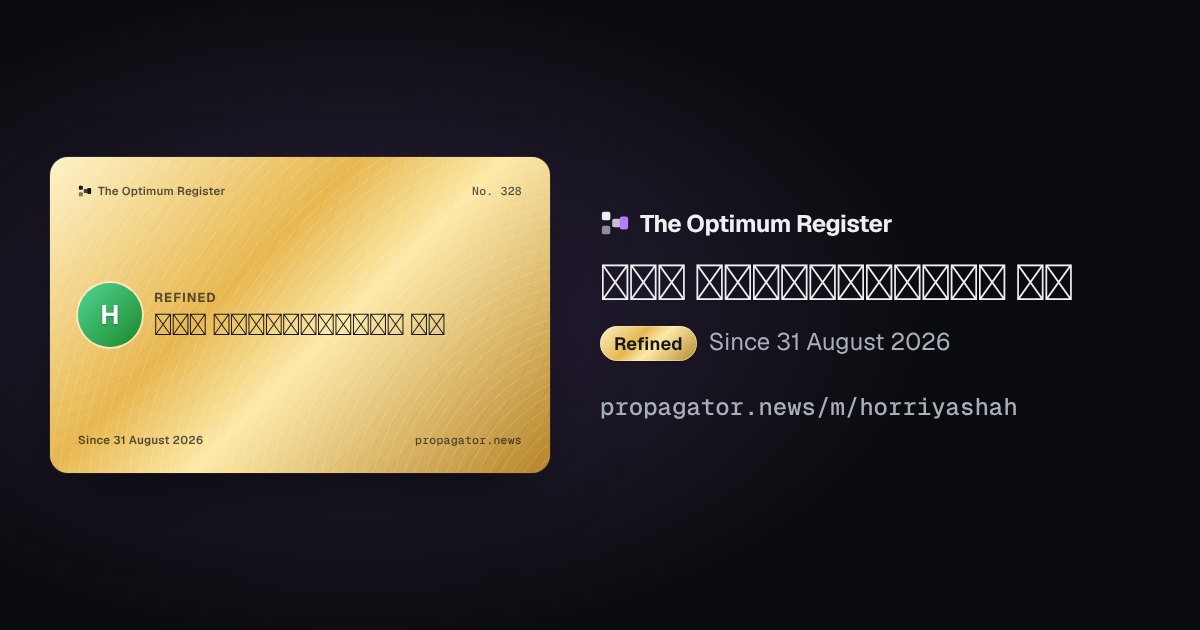 The Optimum Register
No. 328
REFINED
Since 31 August 2026
propagator.news
The Optimum Register
Refined
Since 31 August 2026
propagator.news/m/horriyashah
H